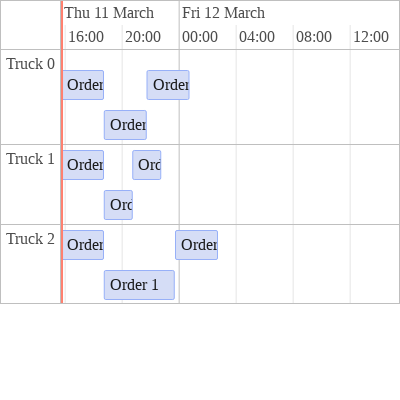 Thu 11 March Fri 12 March
16:00 20:00 00:00 04:00 08:00 12:00
Truck 0
Order Order
Order
Truck 1
Order Ord
Ord
Truck 2
Order Order
Order 1